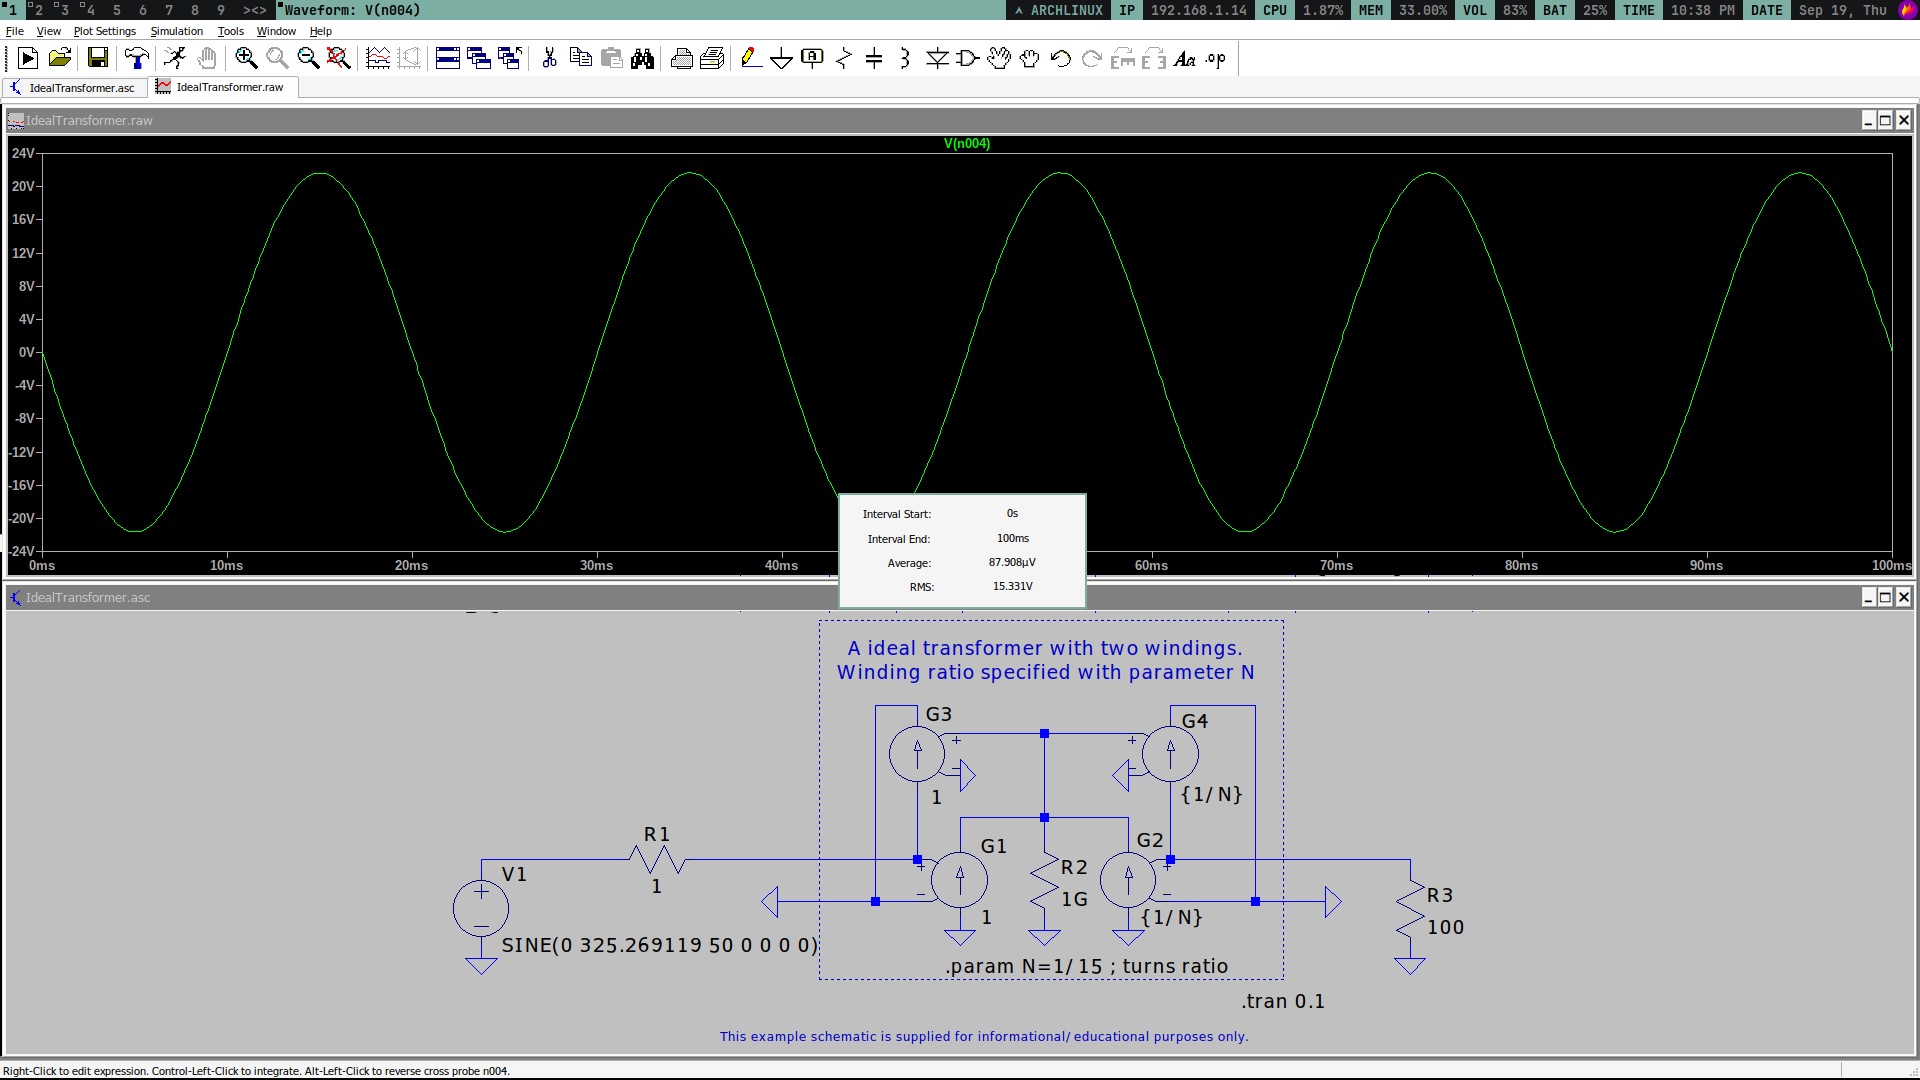 1 2 3 4 5 6 7 8 9 ><> Waveform: V(n004) ARCHLINUX IP 192.168.1.14 CPU 1.87% MEM 33.00% VOL 83% BAT 25% TIME 10:38 PM DATE Sep 19, Thu
File View Plot Settings Simulation Tools Window Help
A Aa .op
IdealTransformer.asc IdealTransformer.raw
IdealTransformer.raw
V(n004)
24V
20V
16V
12V
8V
4V
0V
-4V
-8V
-12V
-16V
-20V
-24V
0ms 10ms 20ms 30ms 40ms 60ms 70ms 80ms 90ms 100ms
Interval Start: 0s
Interval End: 100ms
Average: 87.908µV
RMS: 15.331V
IdealTransformer.asc
A ideal transformer with two windings.
Winding ratio specified with parameter N
G3 G4
+ +
− −
1 {1/N}
R1 G1 G2
V1 + + R2 R3
1 1G 100
+ − −
− 1 {1/N}
SINE(0 325.269119 50 0 0 0 0)
.param N=1/15 ; turns ratio
.tran 0.1
This example schematic is supplied for informational/educational purposes only.
Right-Click to edit expression. Control-Left-Click to integrate. Alt-Left-Click to reverse cross probe n004.